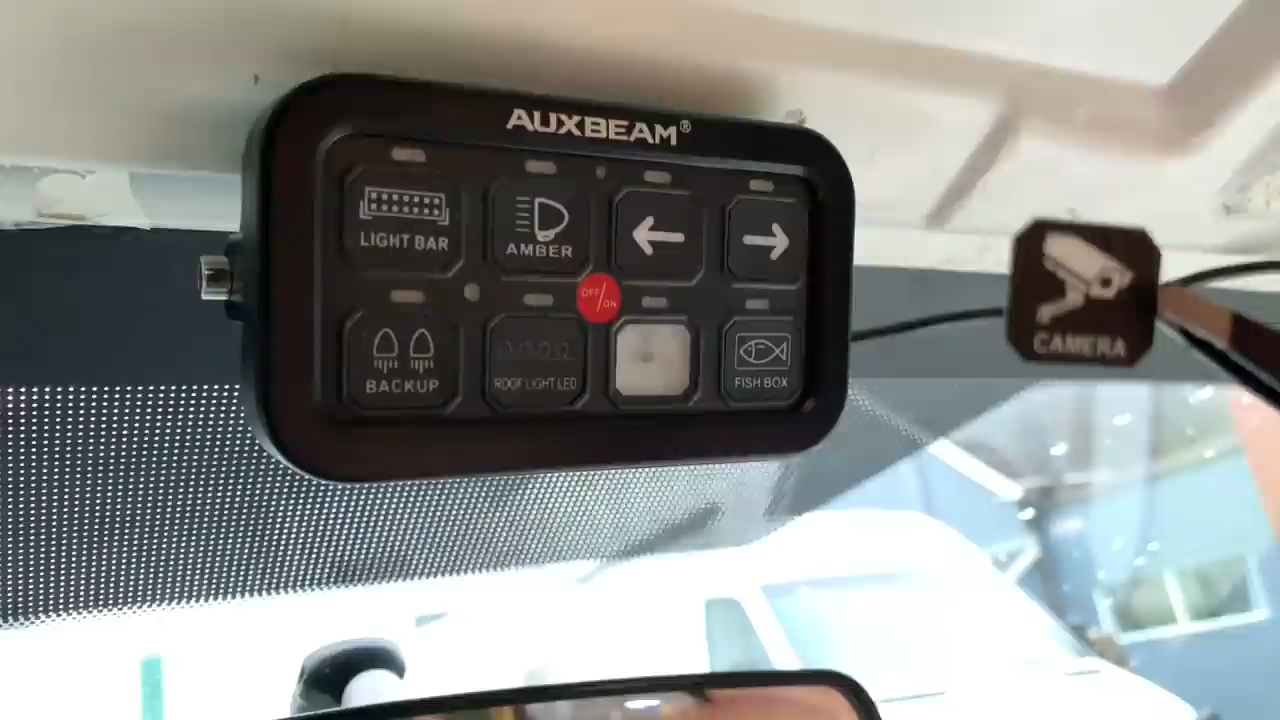 AUXBEAM®
LIGHT BAR
AMBER
OFF/ON
BACKUP
ROOF LIGHT LED
FISH BOX
CAMERA